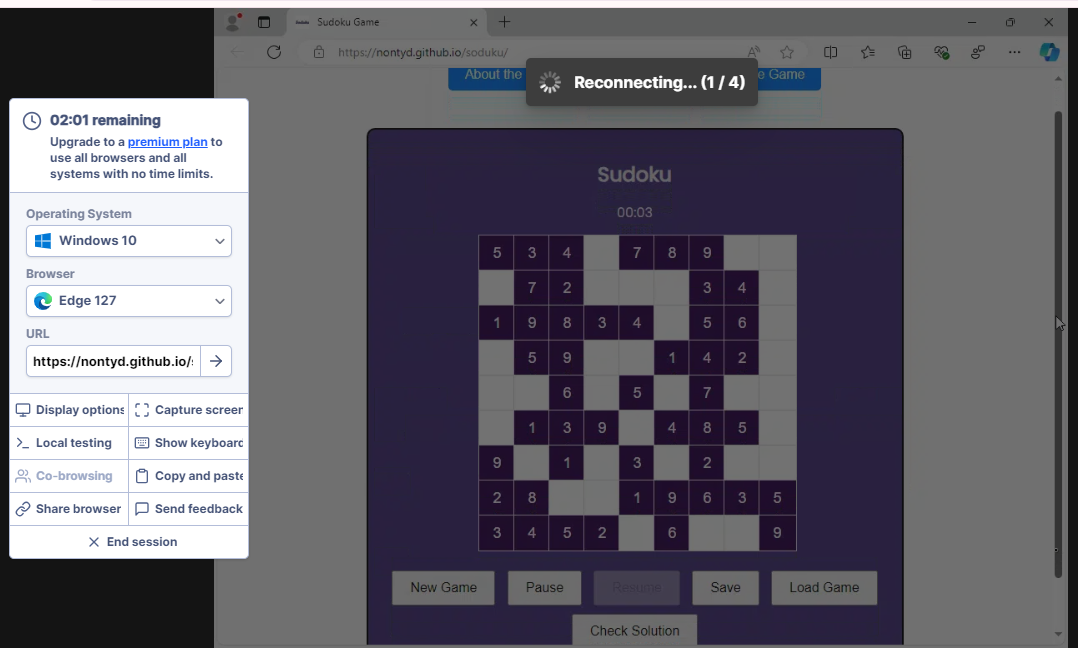 Sudoku Game
https://nontyd.github.io/soduku/
About the
e Game
Reconnecting... (1 / 4)
02:01 remaining
Upgrade to a premium plan to
use all browsers and all
systems with no time limits.
Operating System
Windows 10
Browser
Edge 127
URL
https://nontyd.github.io/
Display options
Capture screen
Local testing
Show keyboard
Co-browsing
Copy and paste
Share browser
Send feedback
End session
Sudoku
00:03
5 3 4 7 8 9
7 2 3 4
1 9 8 3 4 5 6
5 9 1 4 2
6 5 7
1 3 9 4 8 5
9 1 3 2
2 8 1 9 6 3 5
3 4 5 2 6 9
New Game
Pause
Resume
Save
Load Game
Check Solution